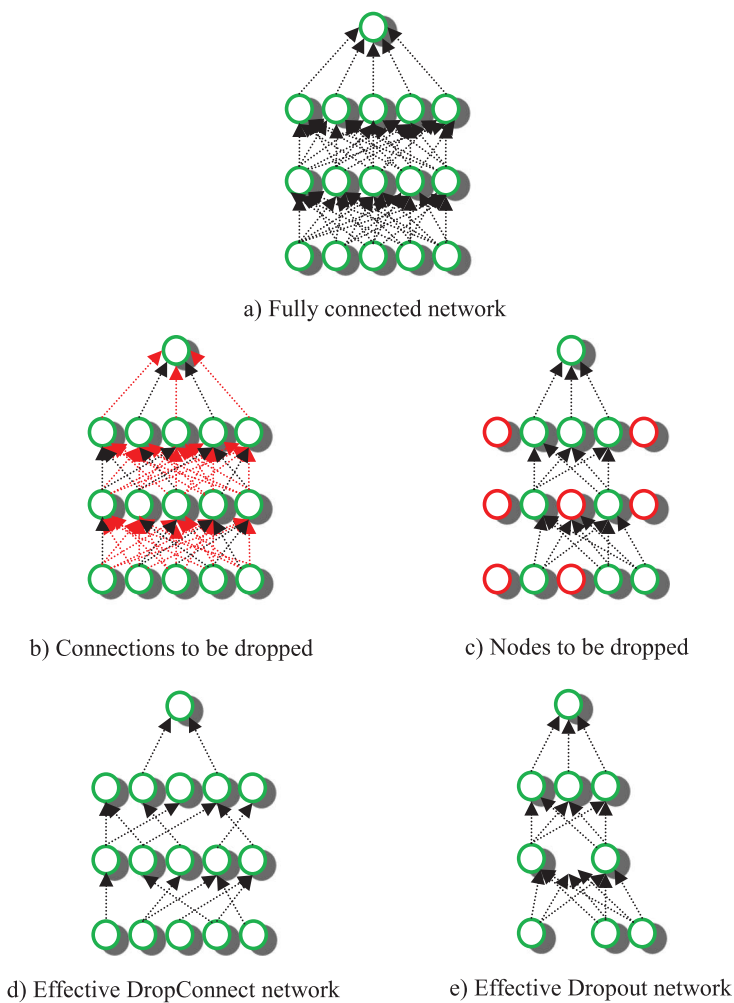 a) Fully connected network
b) Connections to be dropped
c) Nodes to be dropped
d) Effective DropConnect network
e) Effective Dropout network